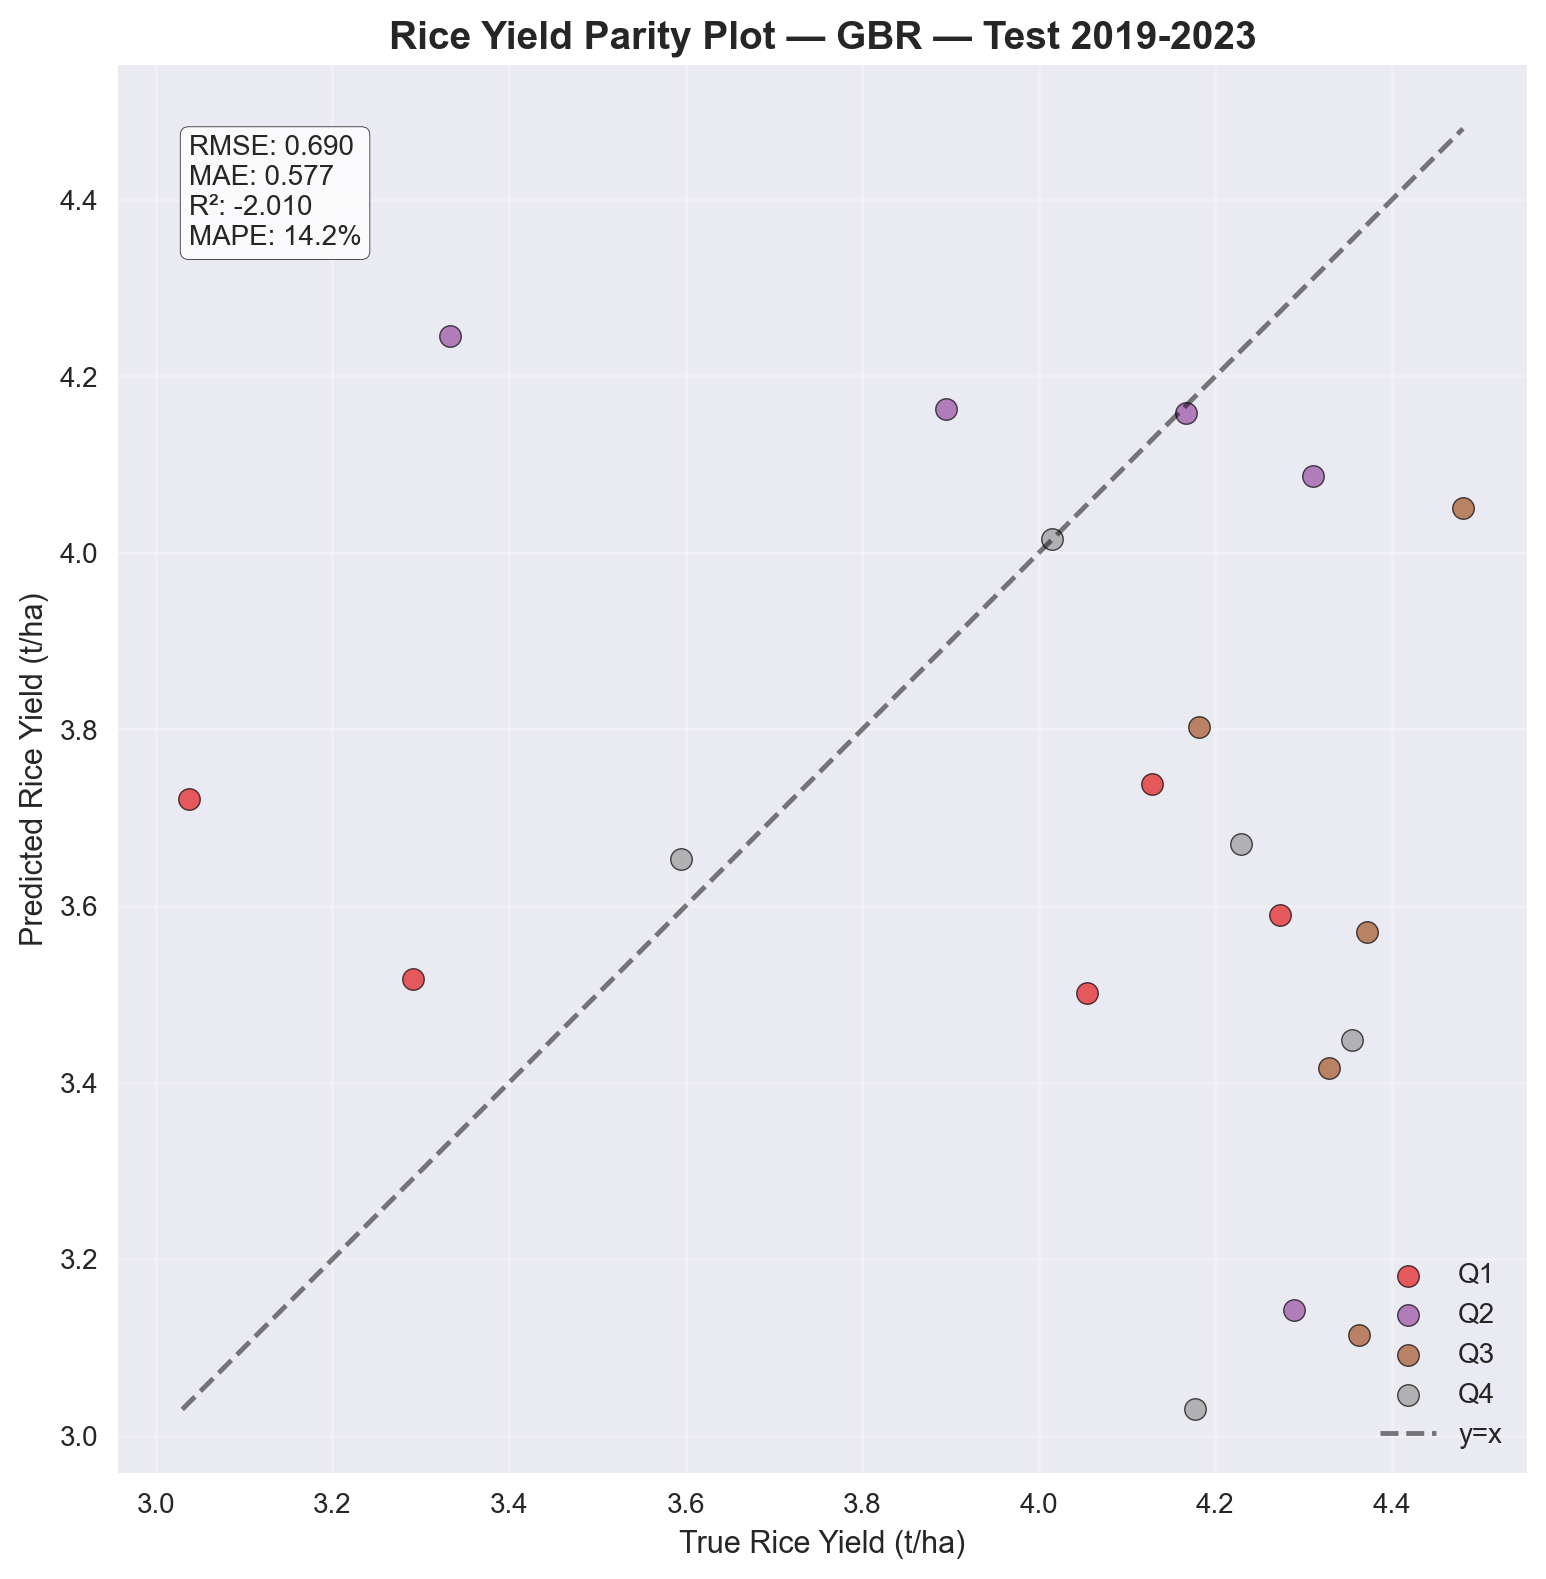 Rice Yield Parity Plot — GBR — Test 2019-2023
RMSE: 0.690
MAE: 0.577
R²: -2.010
MAPE: 14.2%
Predicted Rice Yield (t/ha)
4.4
4.2
4.0
3.8
3.6
3.4
3.2
3.0
Q1
Q2
Q3
Q4
y=x
3.0 3.2 3.4 3.6 3.8 4.0 4.2 4.4
True Rice Yield (t/ha)